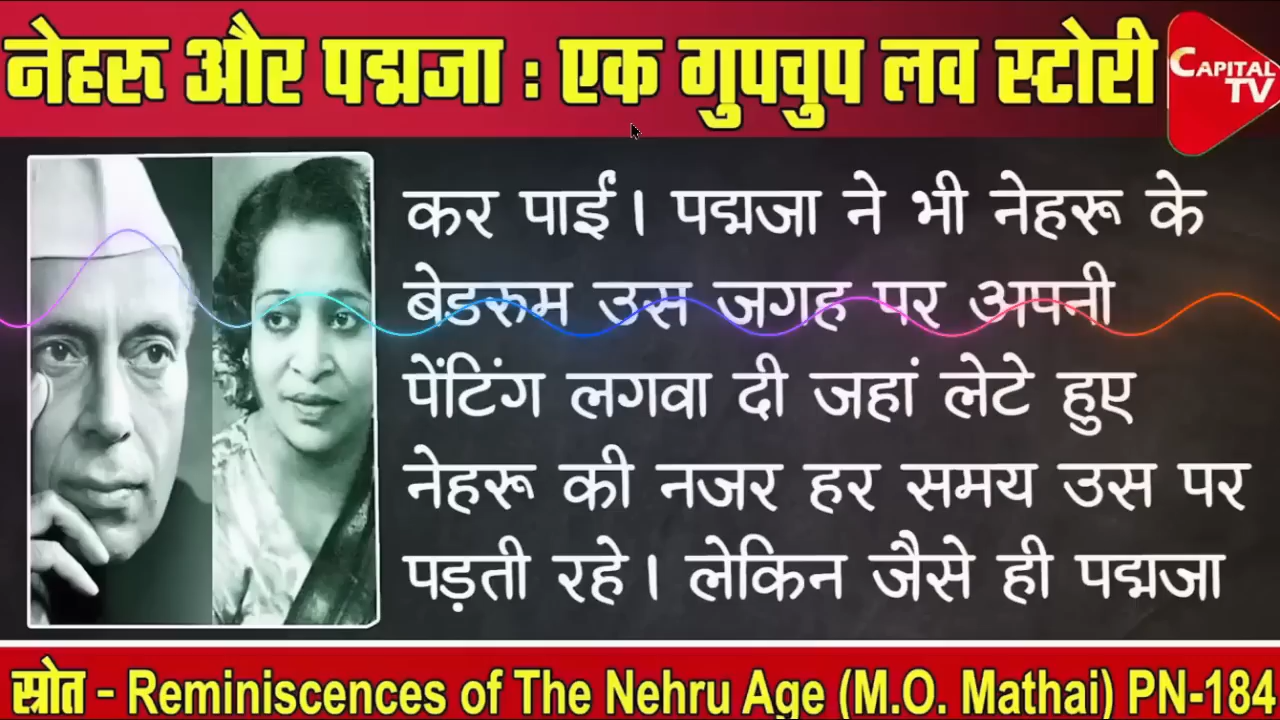 नेहरू और पद्मजा : एक गुपचुप लव स्टोरी
CAPITAL
TV
कर पाईं। पद्मजा ने भी नेहरू के
बेडरुम उस जगह पर अपनी
पेंटिंग लगवा दी जहां लेटे हुए
नेहरू की नजर हर समय उस पर
पड़ती रहे। लेकिन जैसे ही पद्मजा
स्रोत - Reminiscences of The Nehru Age (M.O. Mathai) PN-184